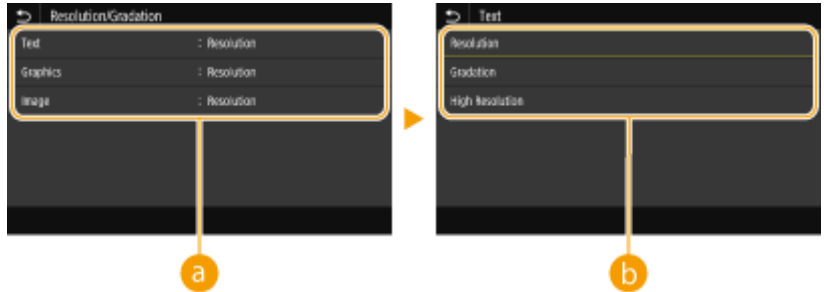 Resolution/Gradation
Text : Resolution
Graphics : Resolution
Image : Resolution
a
Text
Resolution
Gradation
High Resolution
b